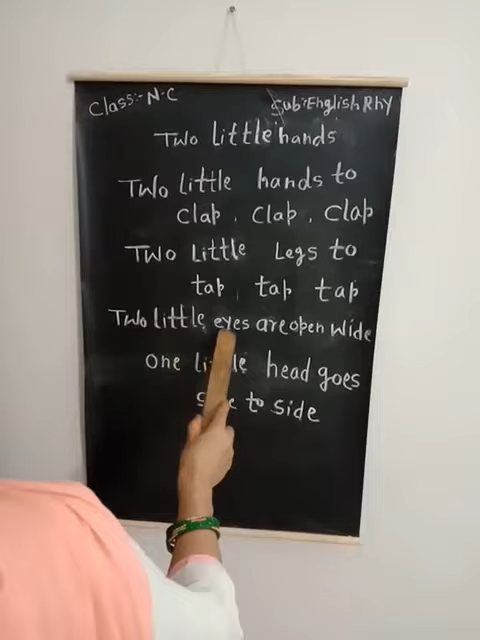 Class:- N-C
Sub: English Rhy
Two little hands
Two little hands to
clap, clap, clap
Two little Legs to
tap, tap tap
Two little eyes are open wide
One little head goes
to side